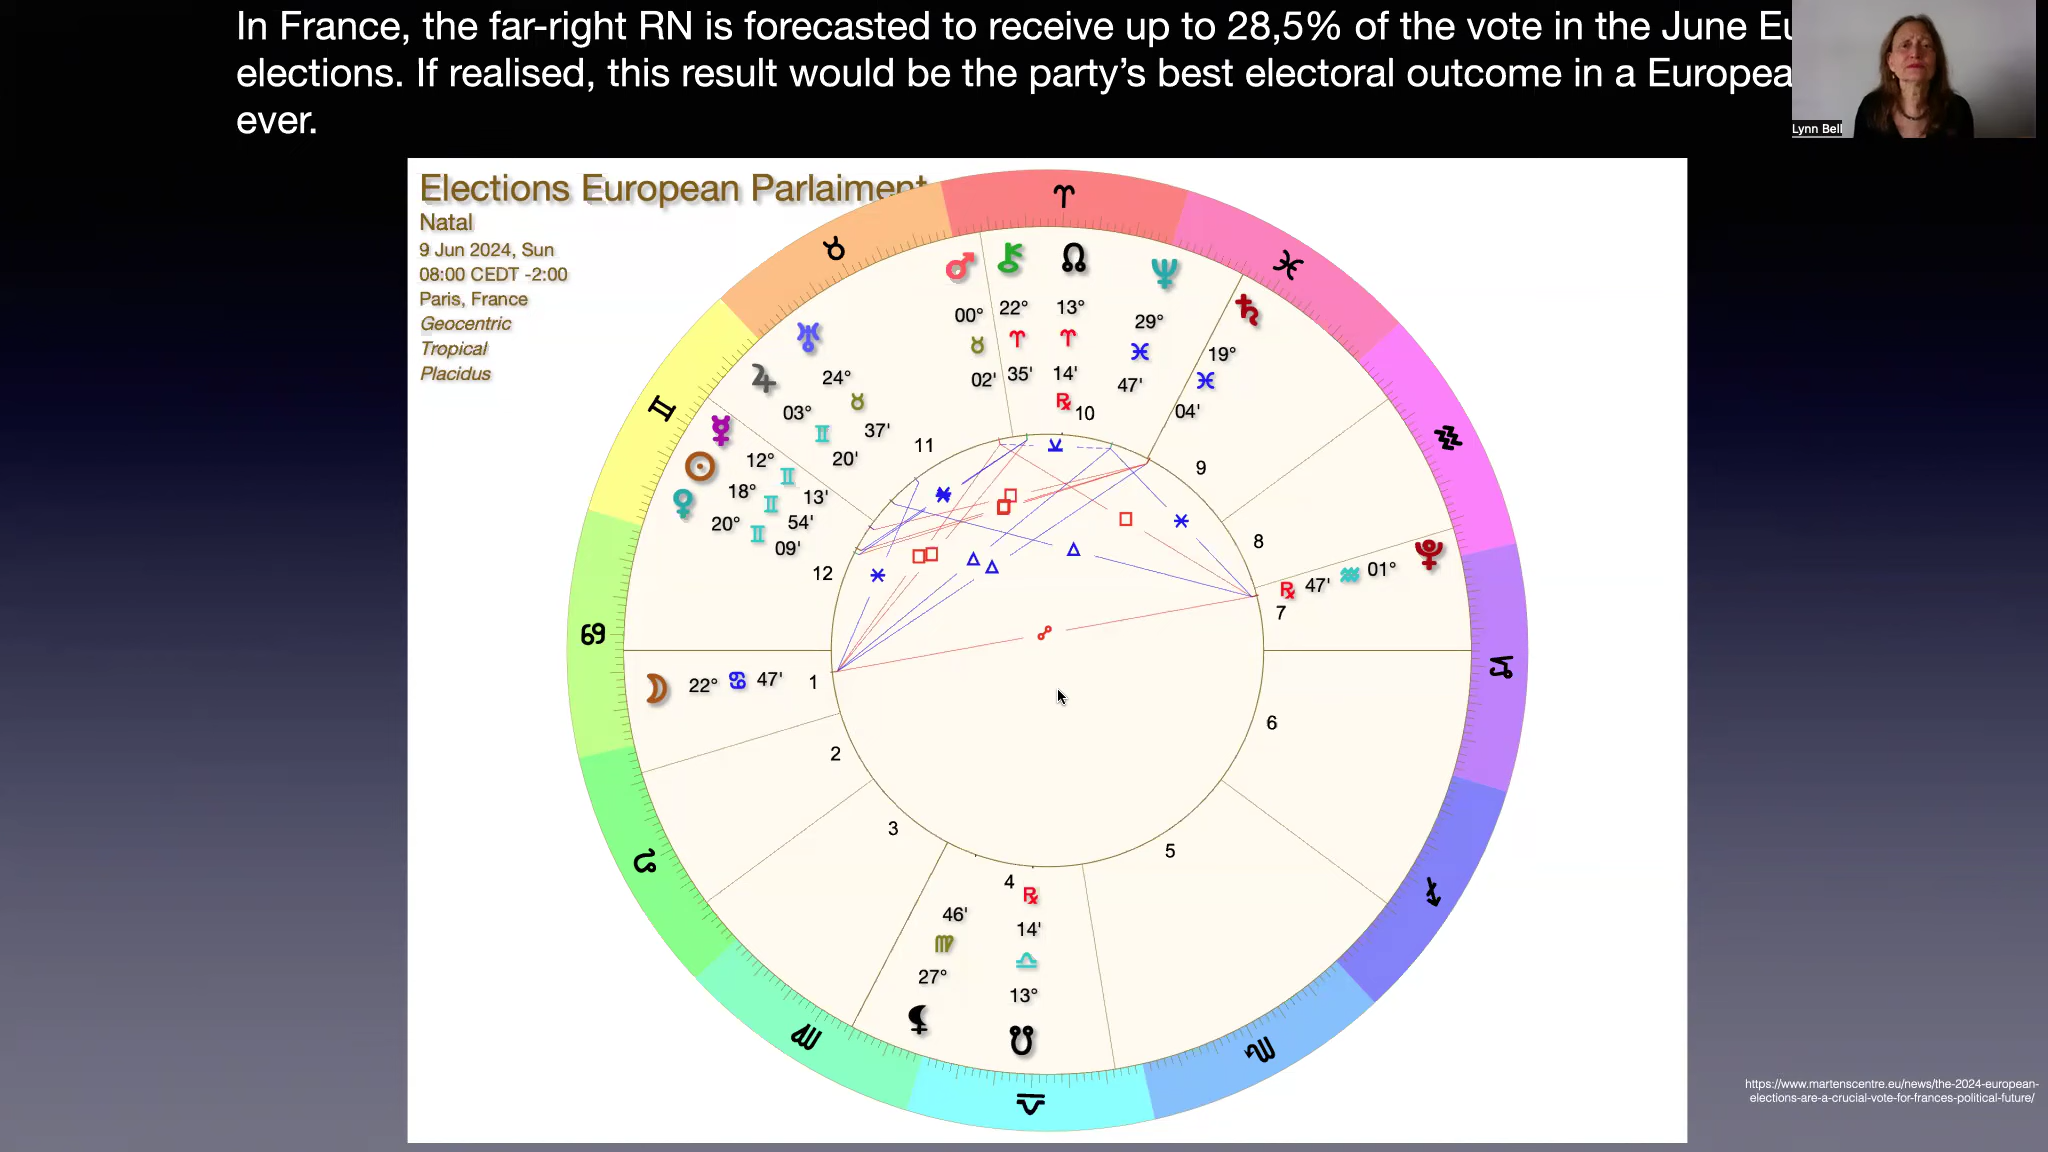 In France, the far-right RN is forecasted to receive up to 28,5% of the vote in the June Eu
elections. If realised, this result would be the party's best electoral outcome in a Europea
ever.
Lynn Bell
Elections European Parlaiment
Natal
9 Jun 2024, Sun
08:00 CEDT -2:00
Paris, France
Geocentric
Tropical
Placidus
♈
♉
♓
♊
♒
♋
♑
♌
♐
♍
♏
♎
00° ♉ 02'
22° ♈ 35'
13° ♈ 14' ℞
29° ♓ 47'
19° ♓ 04'
24° ♉ 37'
03° ♊ 20'
12° ♊ 13'
18° ♊ 54'
20° ♊ 09'
℞ 47' ♒ 01°
22° ♋ 47'
46' ♍ 27°
℞ 14' ♎ 13°
10
11
9
8
12
7
1
6
2
3
5
4
https://www.martenscentre.eu/news/the-2024-european-
elections-are-a-crucial-vote-for-frances-political-future/